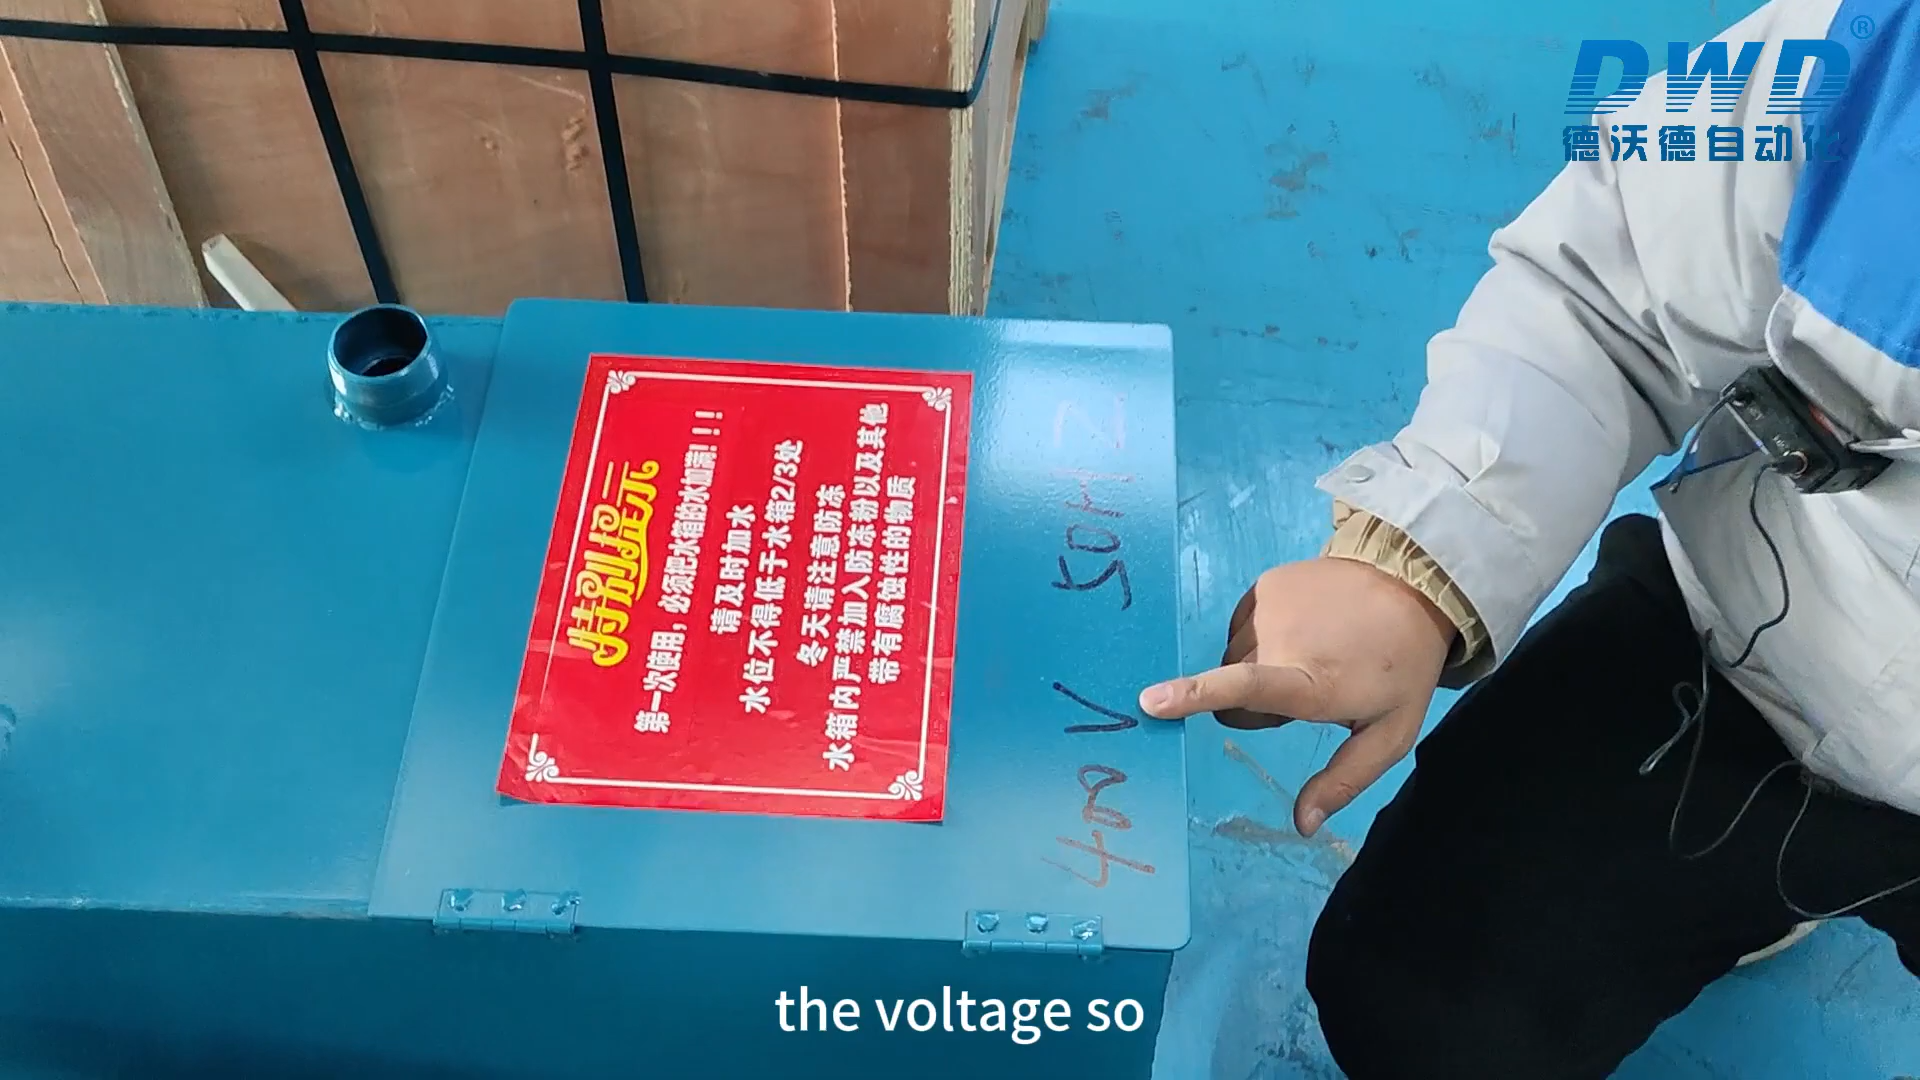 DWD®
德沃德自动化
特别提示
第一次使用，必须把水箱的水加满！！！
请及时加水
水位不得低于水箱2/3处
冬天请注意防冻
水箱内严禁加入防冻粉以及其他
带有腐蚀性的物质
400V 50HZ
the voltage so